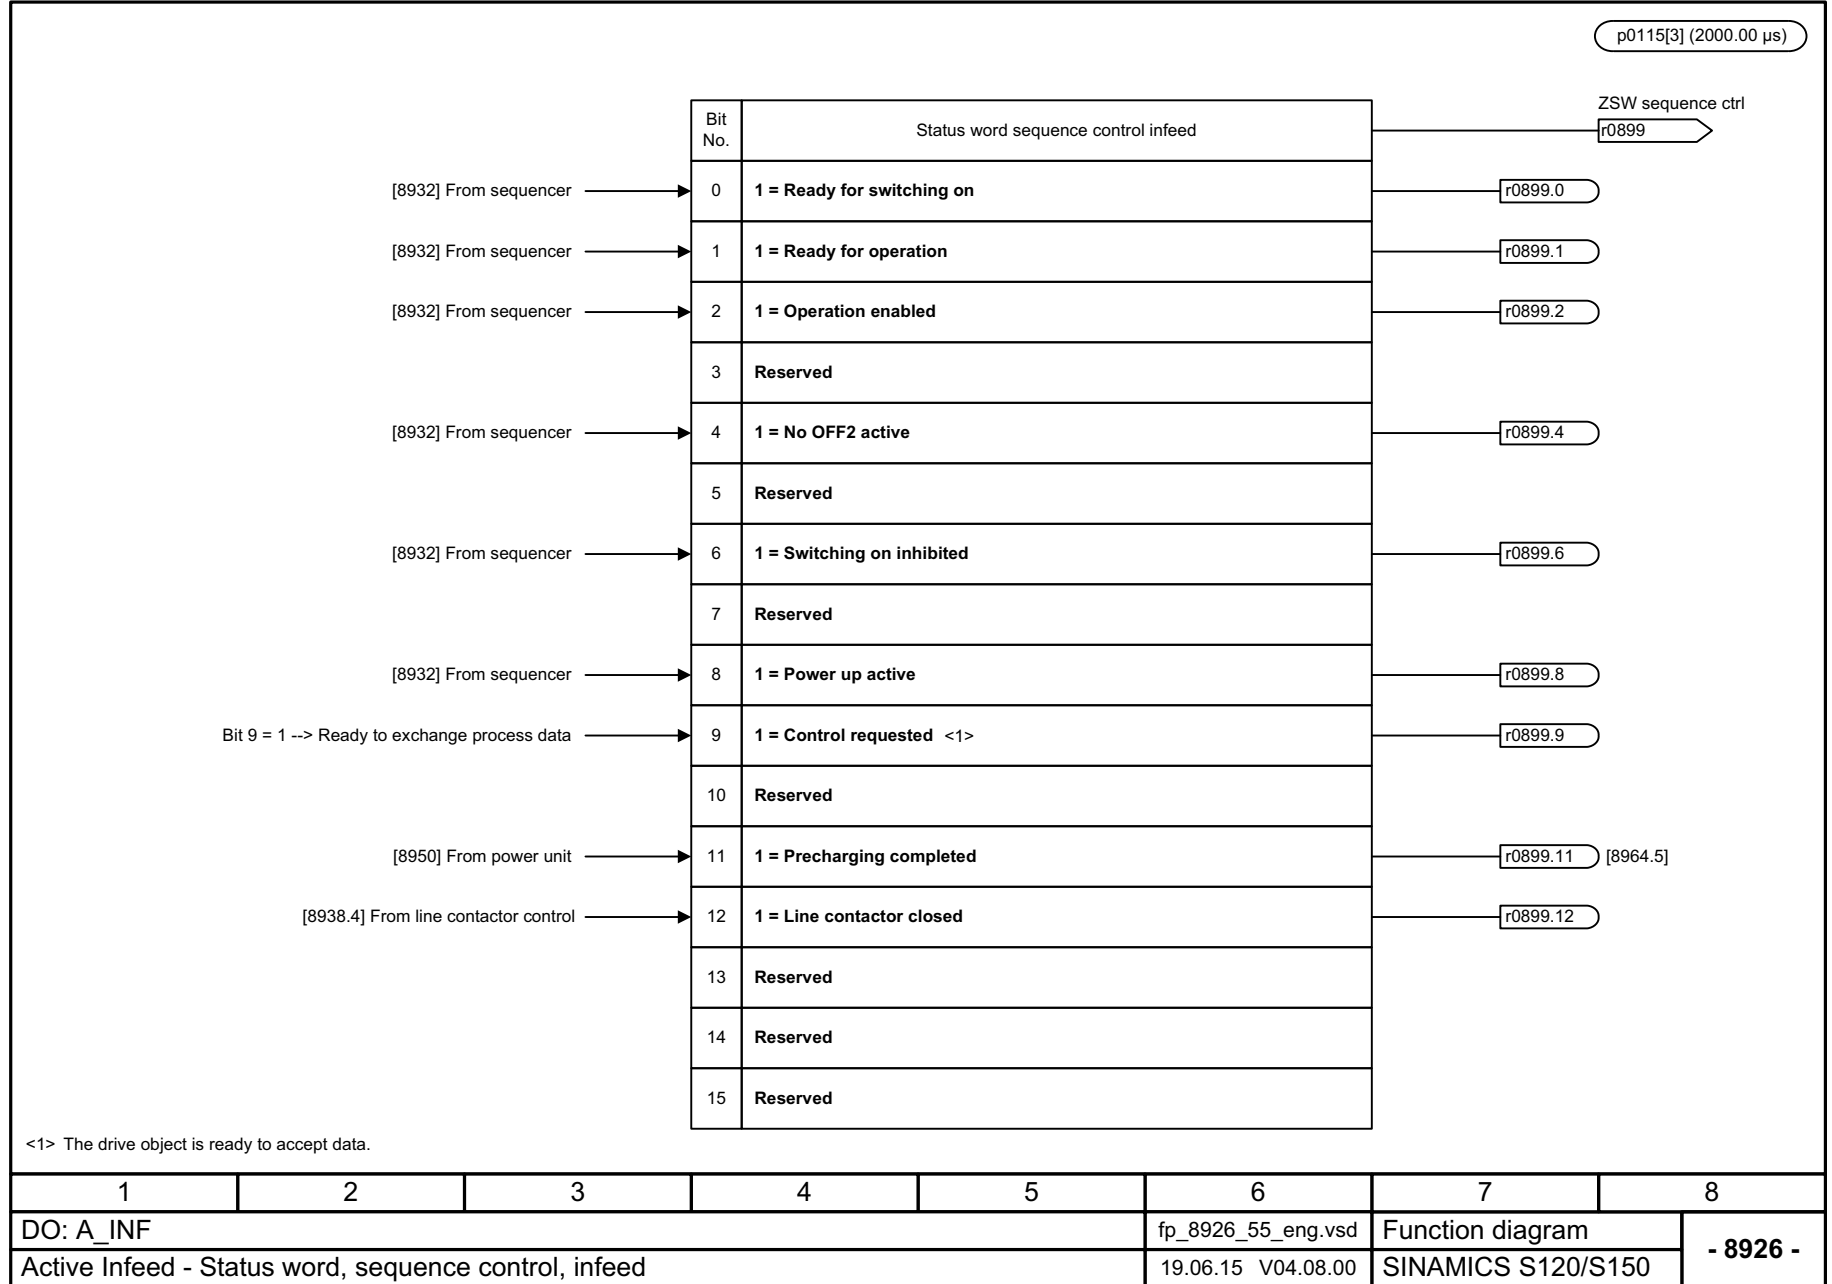 p0115[3] (2000.00 µs)
ZSW sequence ctrl
Bit No. Status word sequence control infeed r0899
[8932] From sequencer 0 1 = Ready for switching on r0899.0
[8932] From sequencer 1 1 = Ready for operation r0899.1
[8932] From sequencer 2 1 = Operation enabled r0899.2
3 Reserved
[8932] From sequencer 4 1 = No OFF2 active r0899.4
5 Reserved
[8932] From sequencer 6 1 = Switching on inhibited r0899.6
7 Reserved
[8932] From sequencer 8 1 = Power up active r0899.8
Bit 9 = 1 --> Ready to exchange process data 9 1 = Control requested <1> r0899.9
10 Reserved
[8950] From power unit 11 1 = Precharging completed r0899.11 [8964.5]
[8938.4] From line contactor control 12 1 = Line contactor closed r0899.12
13 Reserved
14 Reserved
15 Reserved
<1> The drive object is ready to accept data.
1 2 3 4 5 6 7 8
DO: A_INF fp_8926_55_eng.vsd Function diagram - 8926 -
Active Infeed - Status word, sequence control, infeed 19.06.15 V04.08.00 SINAMICS S120/S150